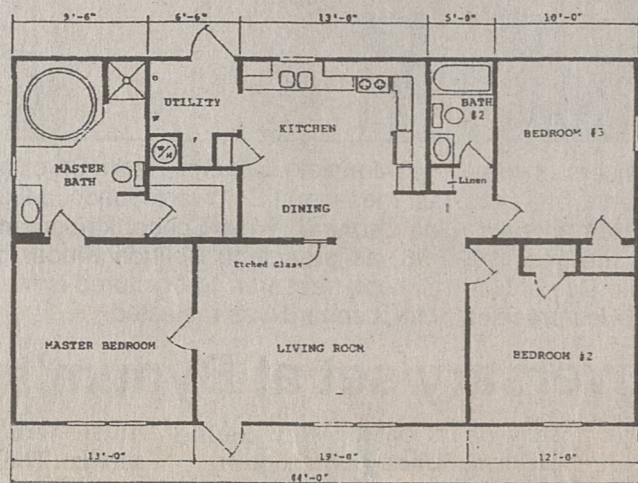 9'-6"
6'-6"
13'-0"
5'-0"
10'-0"
UTILITY
W/H
KITCHEN
BATH
#2
BEDROOM #3
MASTER
BATH
Linen
DINING
Etched Glass
MASTER BEDROOM
LIVING ROOM
BEDROOM #2
13'-0"
19'-0"
12'-0"
44'-0"